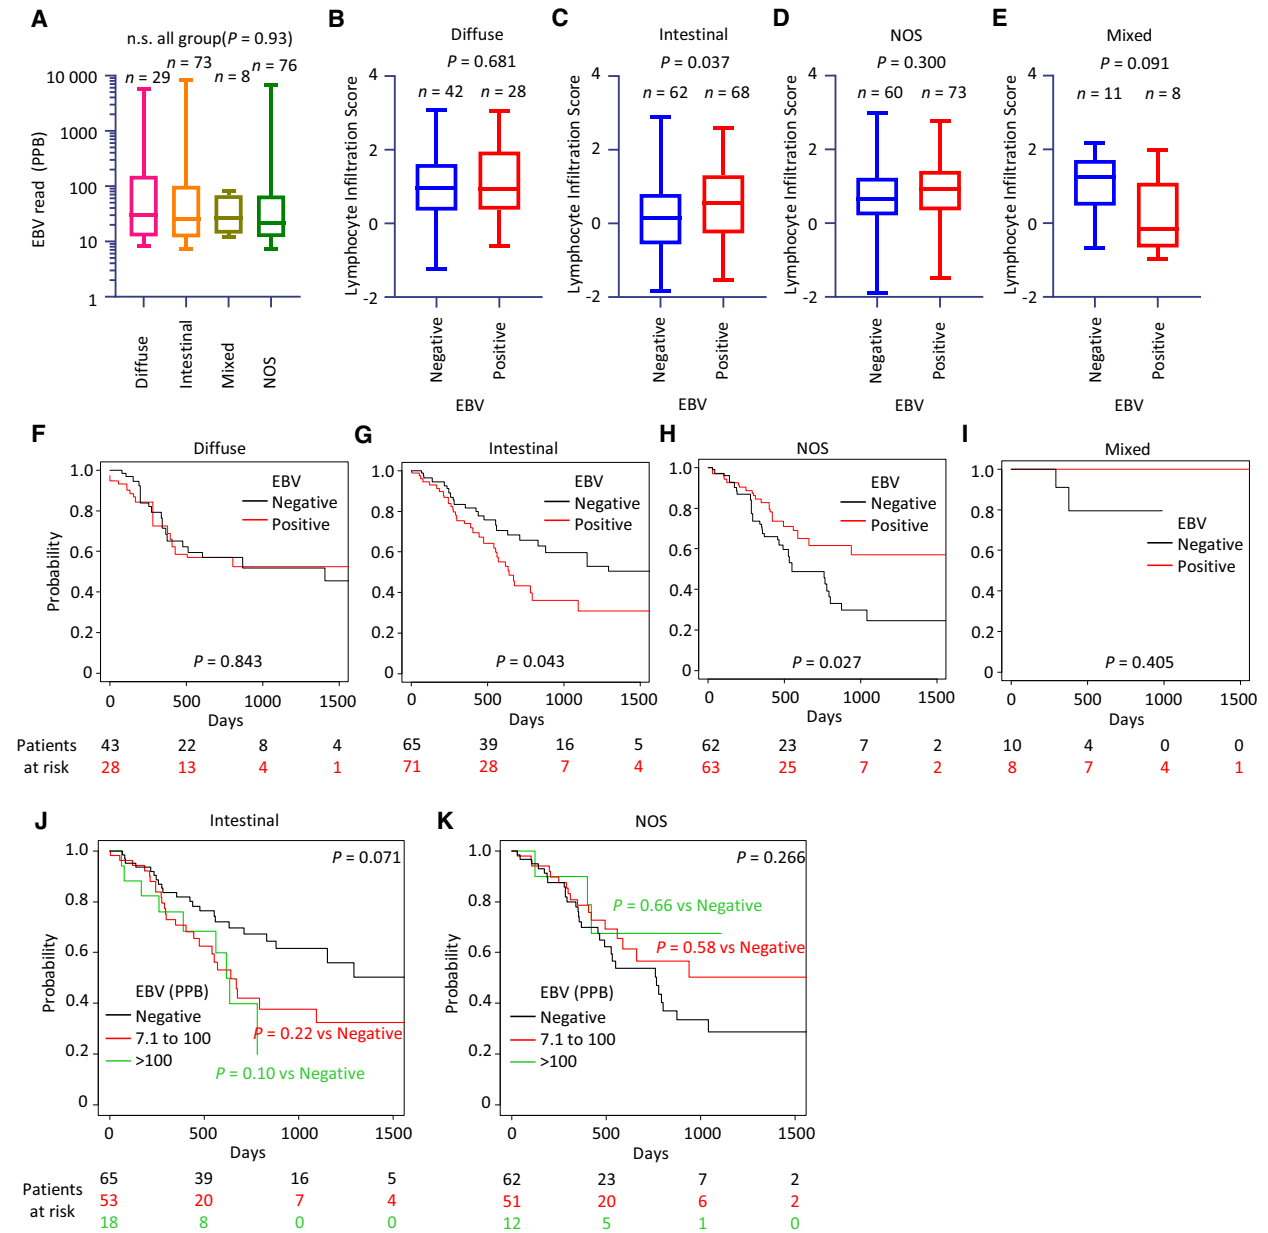 A
n.s. all group(P = 0.93)
n = 29
n = 73
n = 8
n = 76
EBV read (PPB)
10 000
1000
100
10
1
Diffuse
Intestinal
Mixed
NOS
B
Diffuse
P = 0.681
n = 42
n = 28
Lymphocyte Infiltration Score
4
2
0
-2
Negative
Positive
EBV
C
Intestinal
P = 0.037
n = 62
n = 68
Lymphocyte Infiltration Score
4
2
0
-2
Negative
Positive
EBV
D
NOS
P = 0.300
n = 60
n = 73
Lymphocyte Infiltration Score
4
2
0
-2
Negative
Positive
EBV
E
Mixed
P = 0.091
n = 11
n = 8
Lymphocyte Infiltration Score
4
2
0
-2
Negative
Positive
EBV
F
Diffuse
EBV
Negative
Positive
Probability
1.0
0.8
0.6
0.4
0.2
0
P = 0.843
0 500 1000 1500
Days
Patients
at risk
43 22 8 4
28 13 4 1
G
Intestinal
EBV
Negative
Positive
1.0
0.8
0.6
0.4
0.2
0
P = 0.043
0 500 1000 1500
Days
65 39 16 5
71 28 7 4
H
NOS
EBV
Negative
Positive
1.0
0.8
0.6
0.4
0.2
0
P = 0.027
0 500 1000 1500
Days
62 23 7 2
63 25 7 2
I
Mixed
EBV
Negative
Positive
1.0
0.8
0.6
0.4
0.2
0
P = 0.405
0 500 1000 1500
Days
10 4 0 0
8 7 4 1
J
Intestinal
P = 0.071
Probability
1.0
0.8
0.6
0.4
0.2
0
EBV (PPB)
Negative
7.1 to 100
>100
P = 0.22 vs Negative
P = 0.10 vs Negative
0 500 1000 1500
Days
Patients
at risk
65 39 16 5
53 20 7 4
18 8 0 0
K
NOS
P = 0.266
Probability
1.0
0.8
0.6
0.4
0.2
0
P = 0.66 vs Negative
P = 0.58 vs Negative
EBV (PPB)
Negative
7.1 to 100
>100
0 500 1000 1500
Days
62 23 7 2
51 20 6 2
12 5 1 0